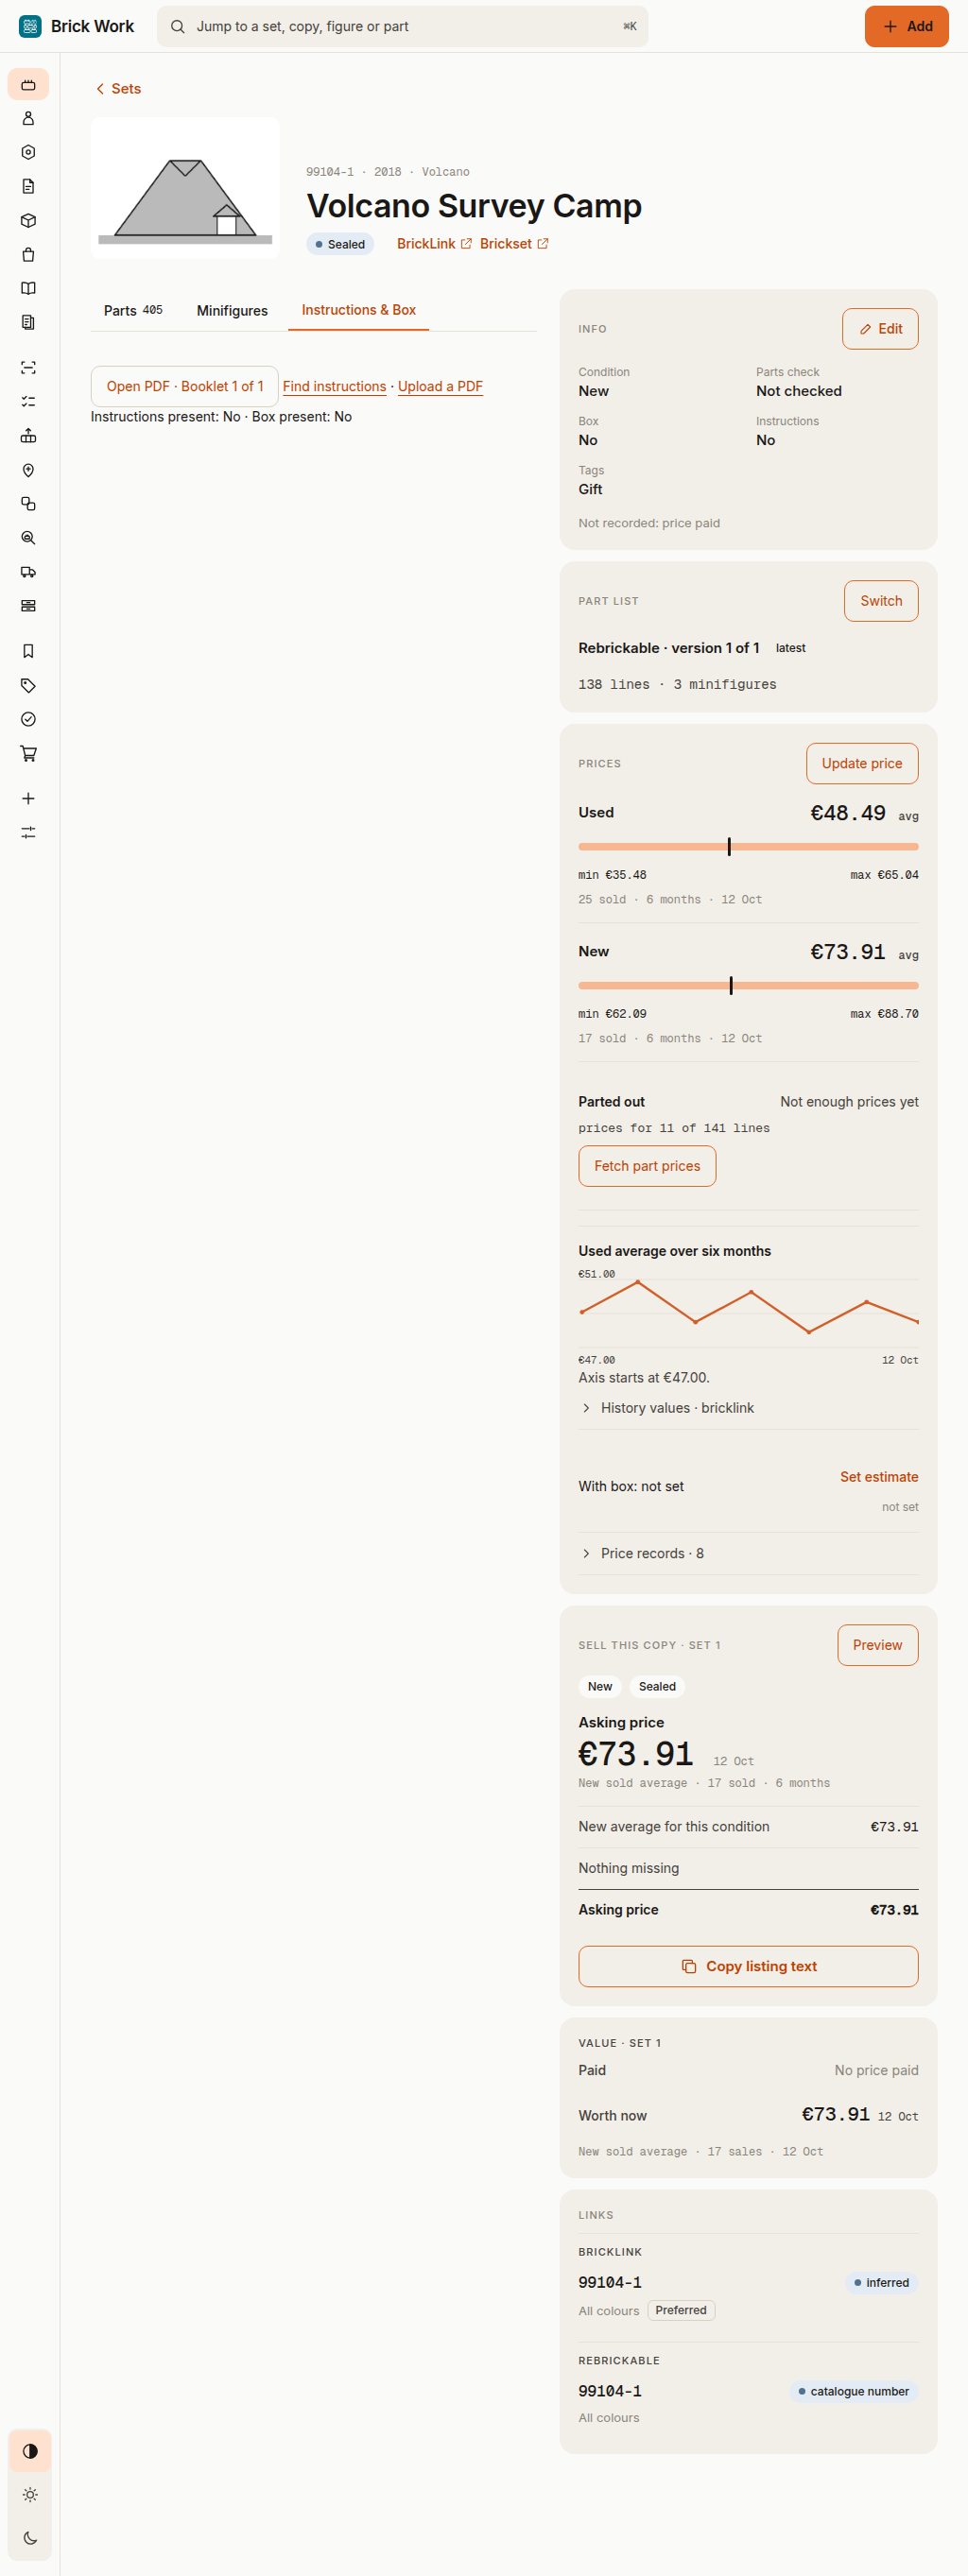 Brick Work
Jump to a set, copy, figure or part
⌘K
Add
Sets
99104-1 · 2018 · Volcano
Volcano Survey Camp
Sealed BrickLink Brickset
Parts 405 Minifigures Instructions & Box
Open PDF · Booklet 1 of 1 Find instructions · Upload a PDF
Instructions present: No · Box present: No
INFO
Edit
Condition
New
Parts check
Not checked
Box
No
Instructions
No
Tags
Gift
Not recorded: price paid
PART LIST
Switch
Rebrickable · version 1 of 1 latest
138 lines · 3 minifigures
PRICES
Update price
Used €48.49 avg
min €35.48 max €65.04
25 sold · 6 months · 12 Oct
New €73.91 avg
min €62.09 max €88.70
17 sold · 6 months · 12 Oct
Parted out Not enough prices yet
prices for 11 of 141 lines
Fetch part prices
Used average over six months
€51.00
€47.00 12 Oct
Axis starts at €47.00.
History values · bricklink
With box: not set
Set estimate
not set
Price records · 8
SELL THIS COPY · SET 1
Preview
New Sealed
Asking price
€73.91 12 Oct
New sold average · 17 sold · 6 months
New average for this condition €73.91
Nothing missing
Asking price €73.91
Copy listing text
VALUE · SET 1
Paid No price paid
Worth now €73.91 12 Oct
New sold average · 17 sales · 12 Oct
LINKS
BRICKLINK
99104-1 inferred
All colours Preferred
REBRICKABLE
99104-1 catalogue number
All colours